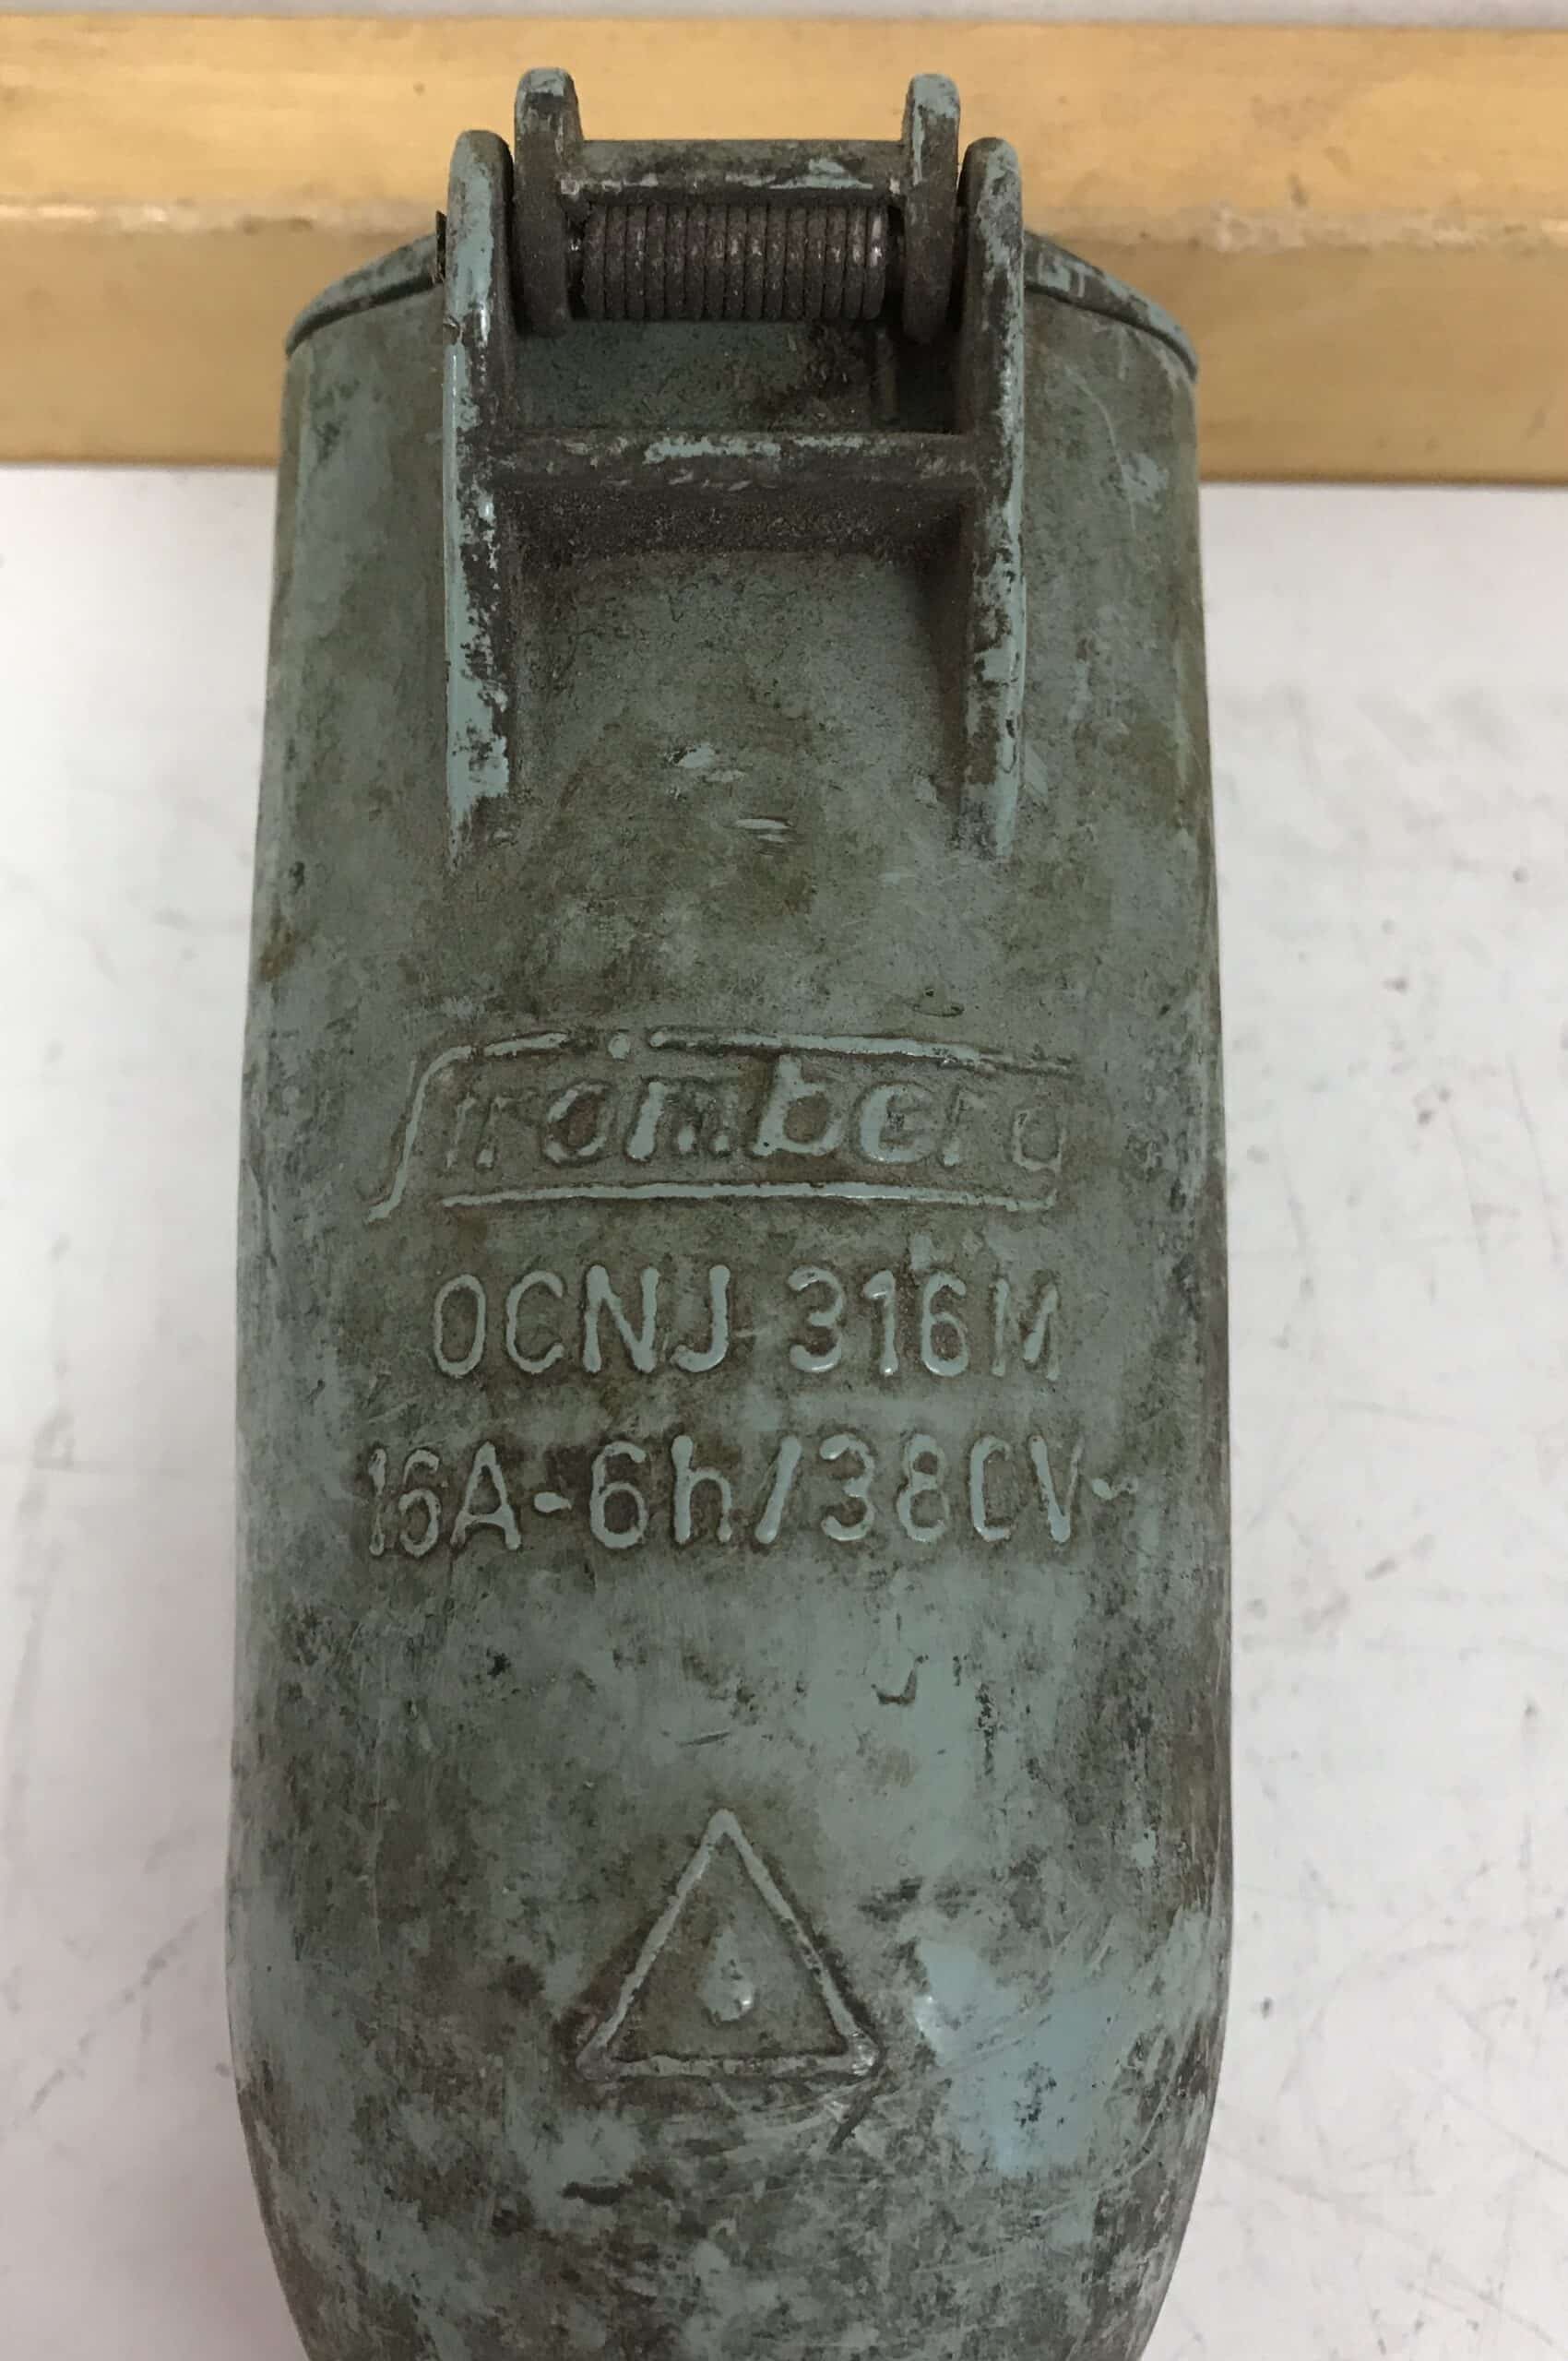 Strömberg
OCNJ 316M
16A-6h/380V~